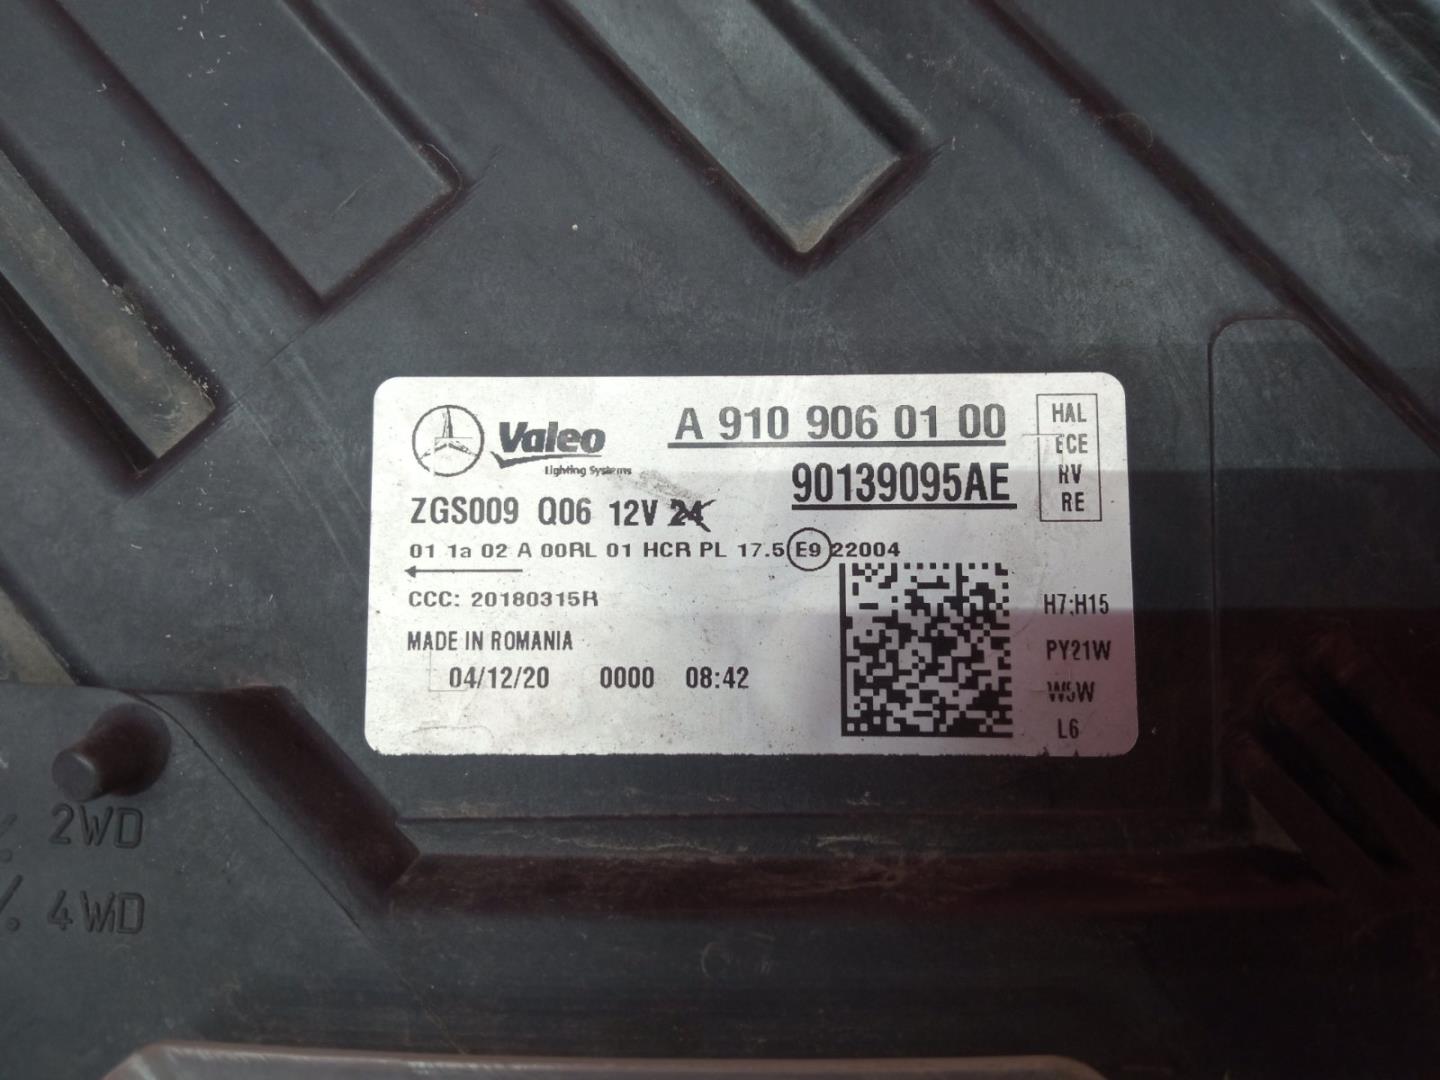 Valeo
Lighting Systems
A 910 906 01 00
90139095AE
HAL
ECE
RV
RE
ZGS009 Q06 12V 24
01 1a 02 A 00RL 01 HCR PL 17.5 E9 22004
CCC: 20180315R
MADE IN ROMANIA
04/12/20 0000 08:42
H7;H15
PY21W
W5W
L6
2WD
4WD